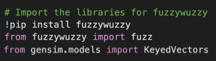 # Import the libraries for fuzzywuzzy
!pip install fuzzywuzzy
from fuzzywuzzy import fuzz
from gensim.models import KeyedVectors